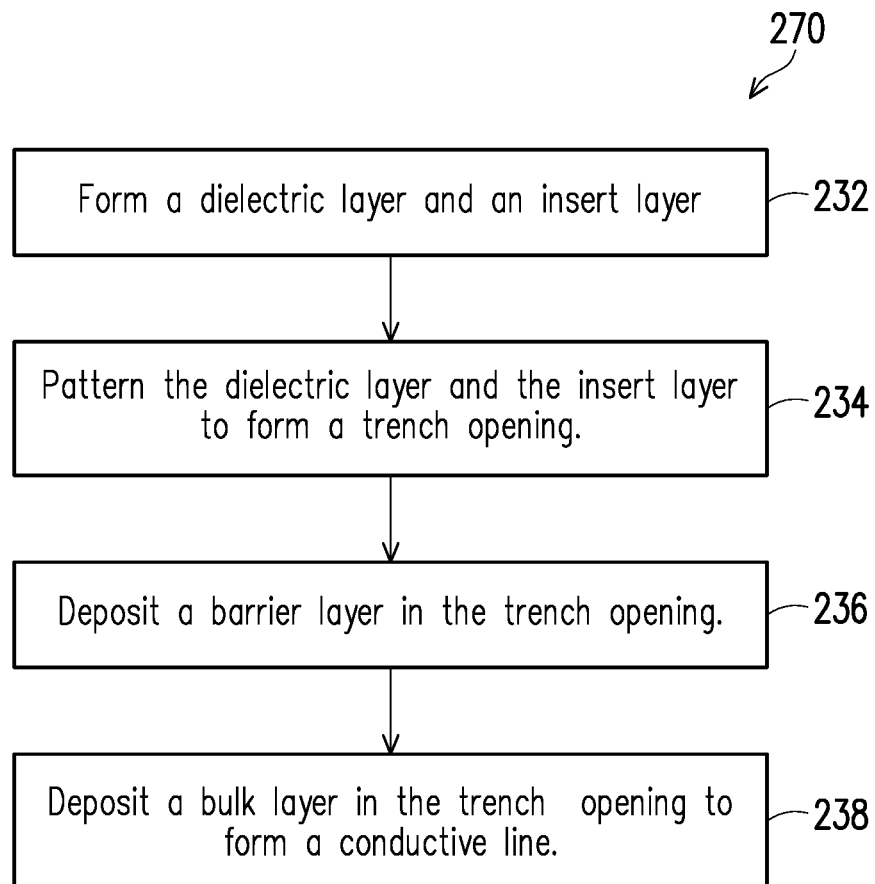 270
Form a dielectric layer and an insert layer
232
Pattern the dielectric layer and the insert layer
to form a trench opening.
234
Deposit a barrier layer in the trench opening.
236
Deposit a bulk layer in the trench opening to
form a conductive line.
238